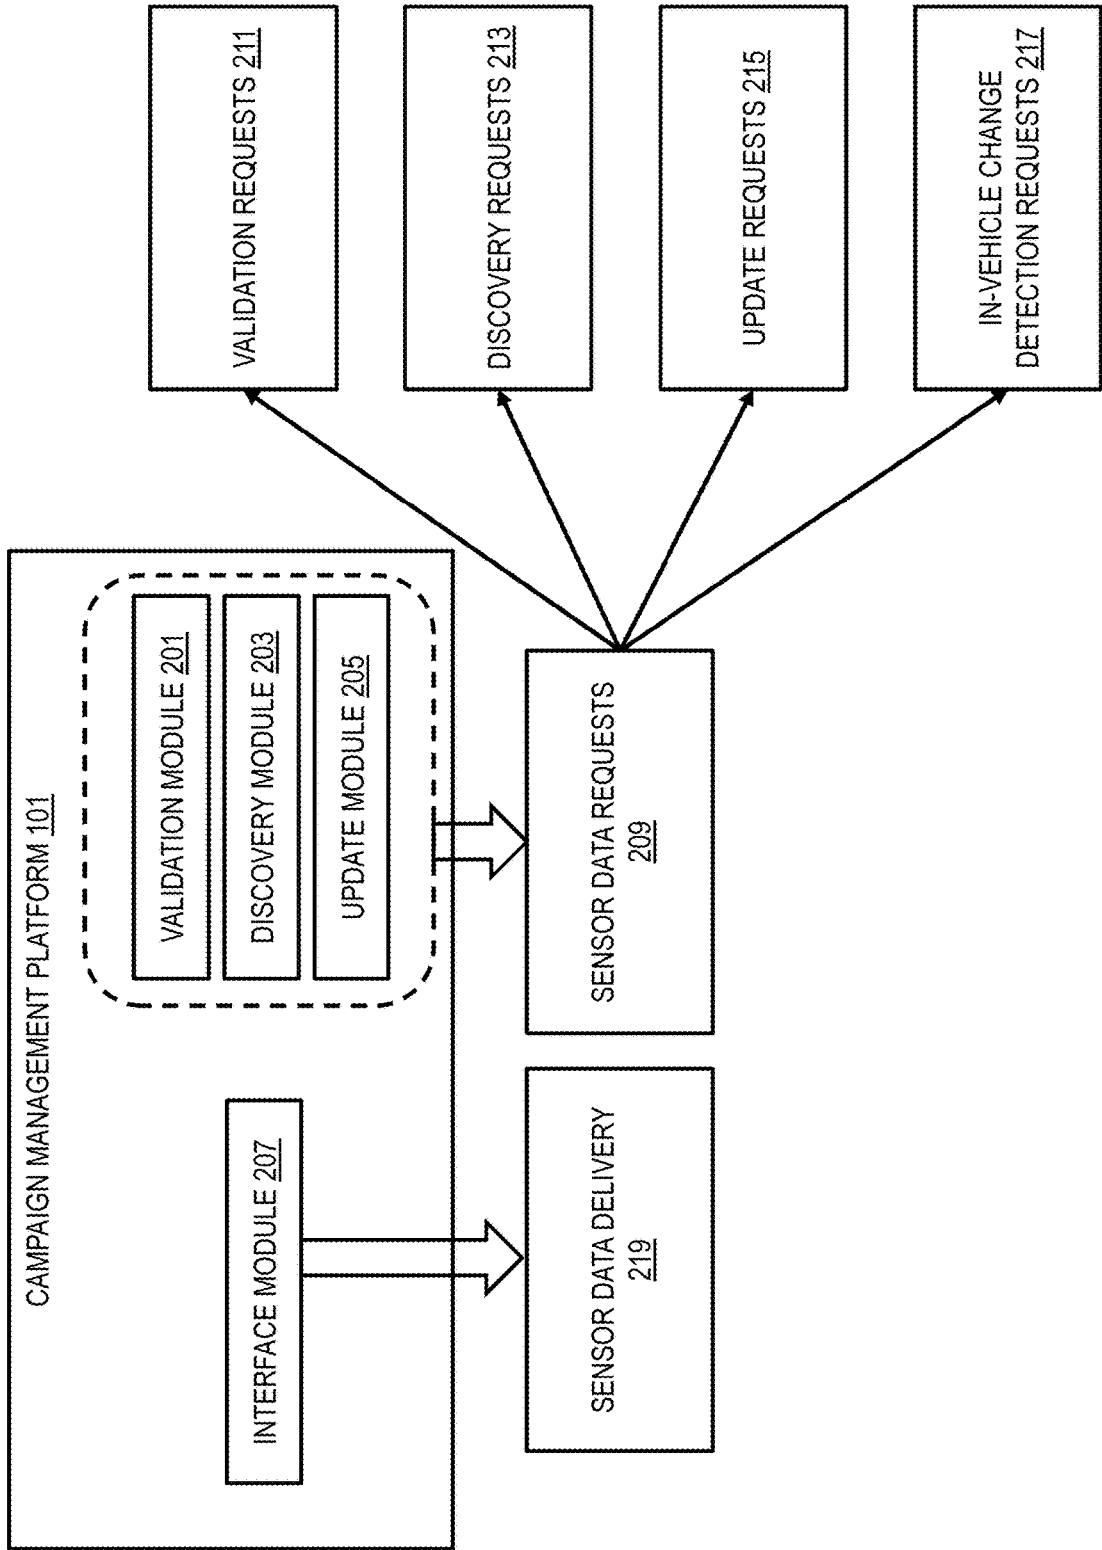 CAMPAIGN MANAGEMENT PLATFORM 101
INTERFACE MODULE 207
VALIDATION MODULE 201
DISCOVERY MODULE 203
UPDATE MODULE 205
SENSOR DATA DELIVERY
219
SENSOR DATA REQUESTS
209
VALIDATION REQUESTS 211
DISCOVERY REQUESTS 213
UPDATE REQUESTS 215
IN-VEHICLE CHANGE
DETECTION REQUESTS 217